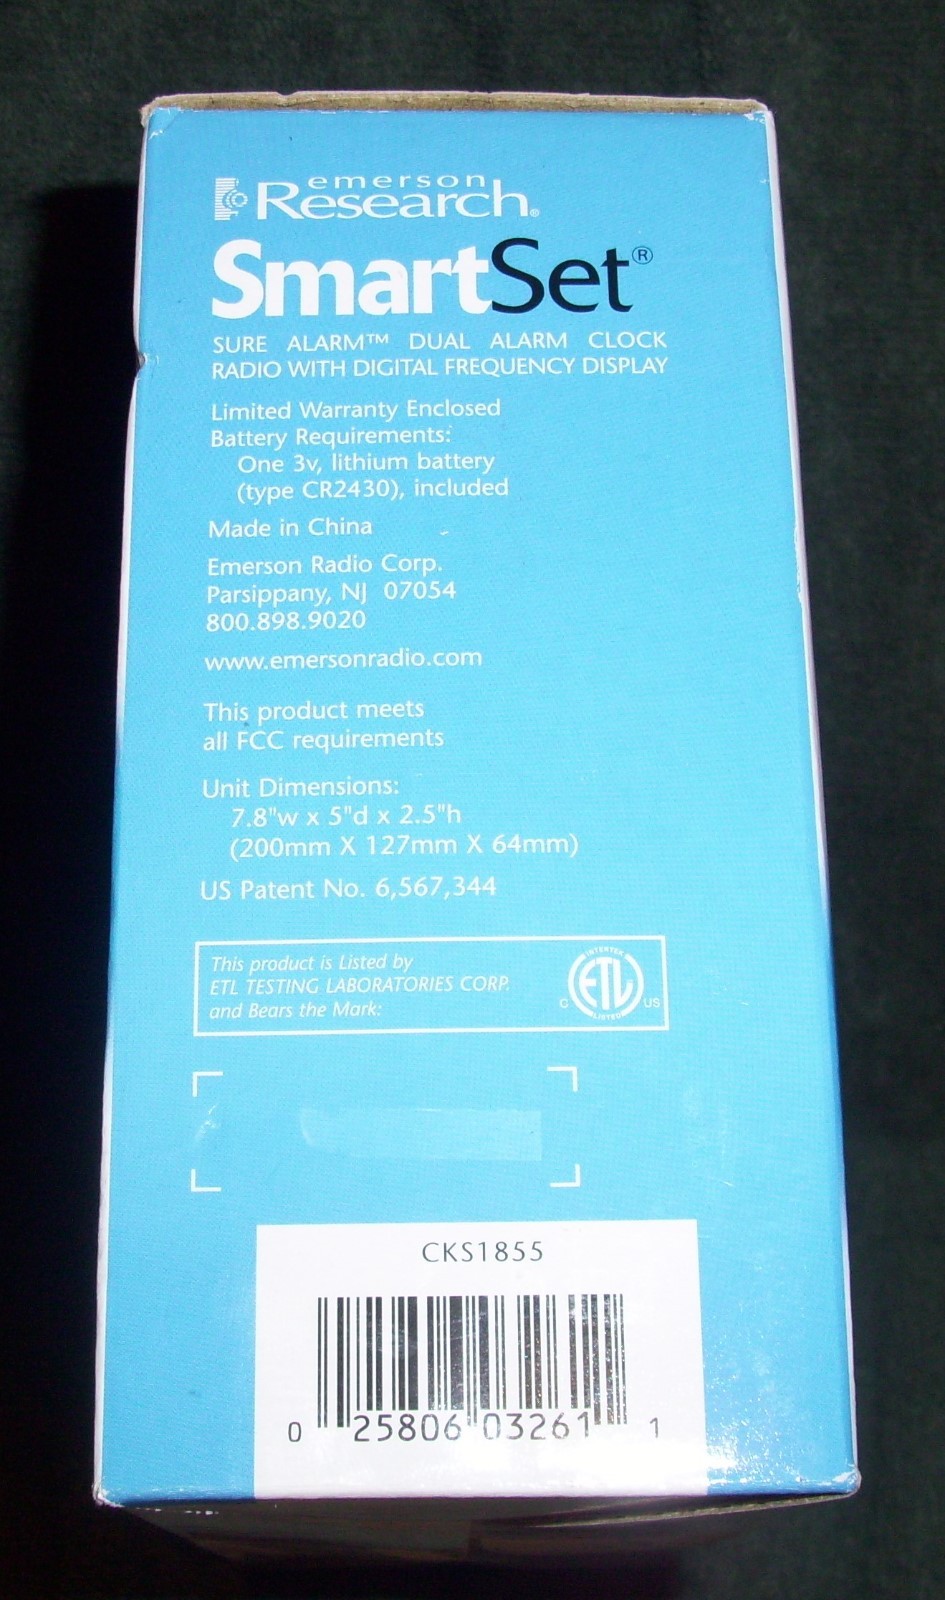 emerson
Research®
SmartSet®
SURE ALARM™ DUAL ALARM CLOCK
RADIO WITH DIGITAL FREQUENCY DISPLAY
Limited Warranty Enclosed
Battery Requirements:
One 3v, lithium battery
(type CR2430), included
Made in China
Emerson Radio Corp.
Parsippany, NJ 07054
800.898.9020
www.emersonradio.com
This product meets
all FCC requirements
Unit Dimensions:
7.8"w x 5"d x 2.5"h
(200mm X 127mm X 64mm)
US Patent No. 6,567,344
This product is Listed by
ETL TESTING LABORATORIES CORP.
and Bears the Mark:
INTERTEK
C ETL US
LISTED
CKS1855
0 25806 03261 1